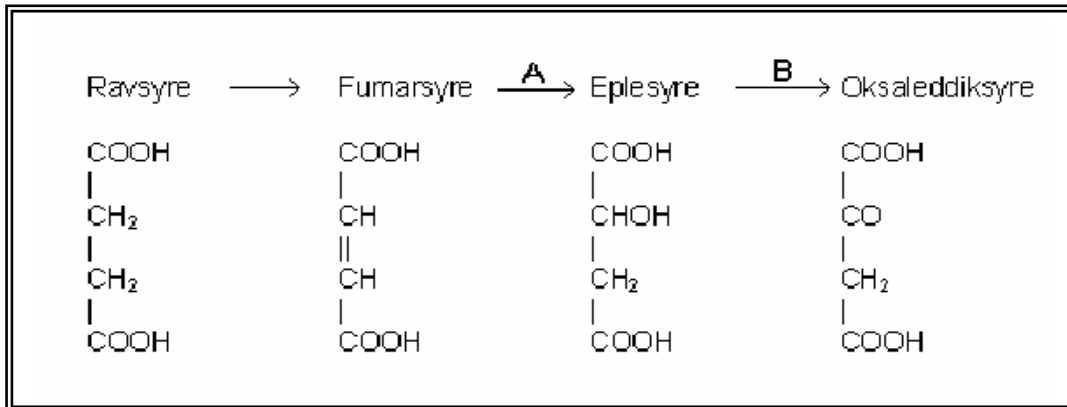 A B
Ravsyre → Fumarsyre → Eplesyre → Oksaleddiksyre
COOH COOH COOH COOH
| | | |
CH₂ CH CHOH CO
| || | |
CH₂ CH CH₂ CH₂
| | | |
COOH COOH COOH COOH